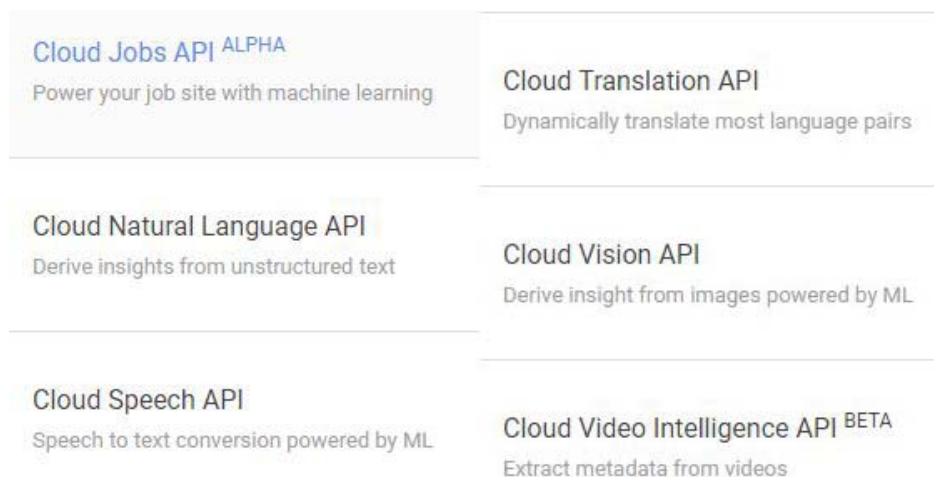 Cloud Jobs API ALPHA
Power your job site with machine learning
Cloud Natural Language API
Derive insights from unstructured text
Cloud Speech API
Speech to text conversion powered by ML
Cloud Translation API
Dynamically translate most language pairs
Cloud Vision API
Derive insight from images powered by ML
Cloud Video Intelligence API BETA
Extract metadata from videos